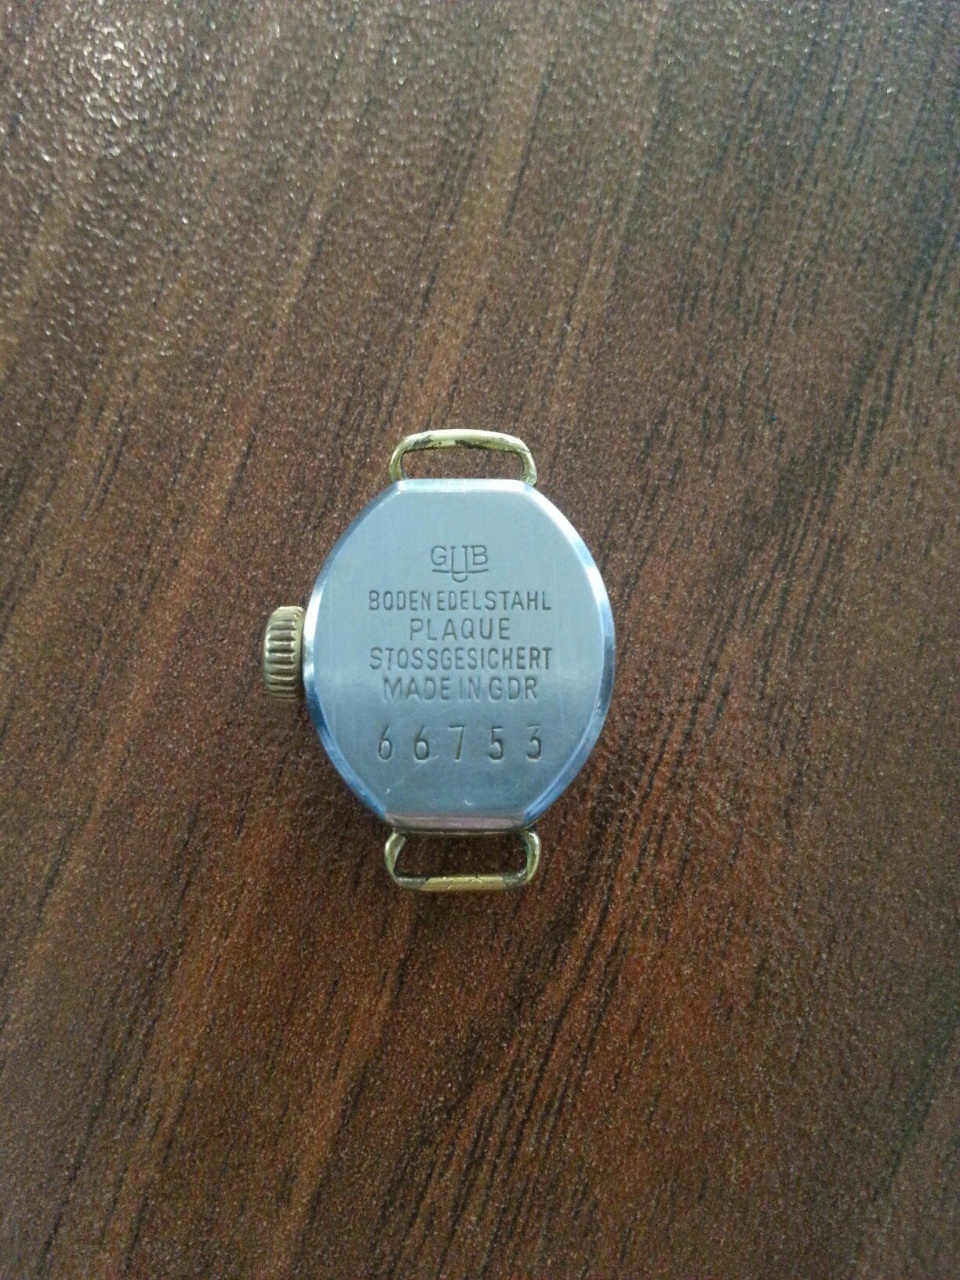 GUB
BODEN EDELSTAHL
PLAQUE
STOSSGESICHERT
MADE IN GDR
66753